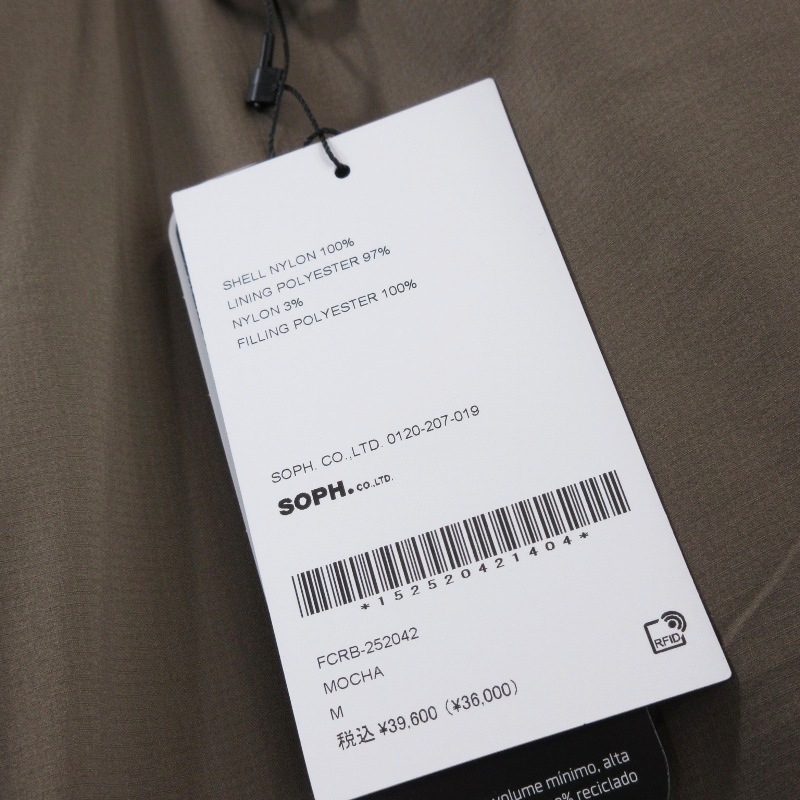 SHELL NYLON 100%
LINING POLYESTER 97%
NYLON 3%
FILLING POLYESTER 100%
SOPH. CO.,LTD. 0120-207-019
SOPH. CO.,LTD.
*152520421404*
FCRB-252042
MOCHA
M
税込 ¥39,600 (¥36,000)
RFID
volume mínimo, alta
% reciclado